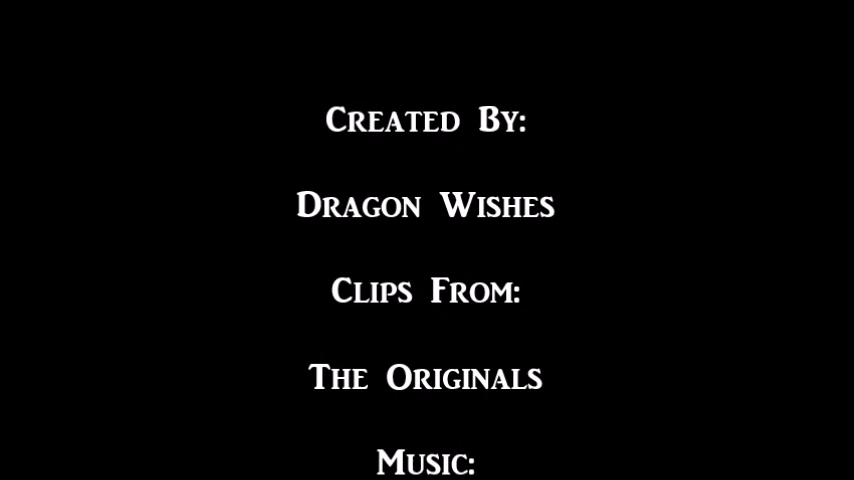 Created By:
Dragon Wishes
Clips From:
The Originals
Music: